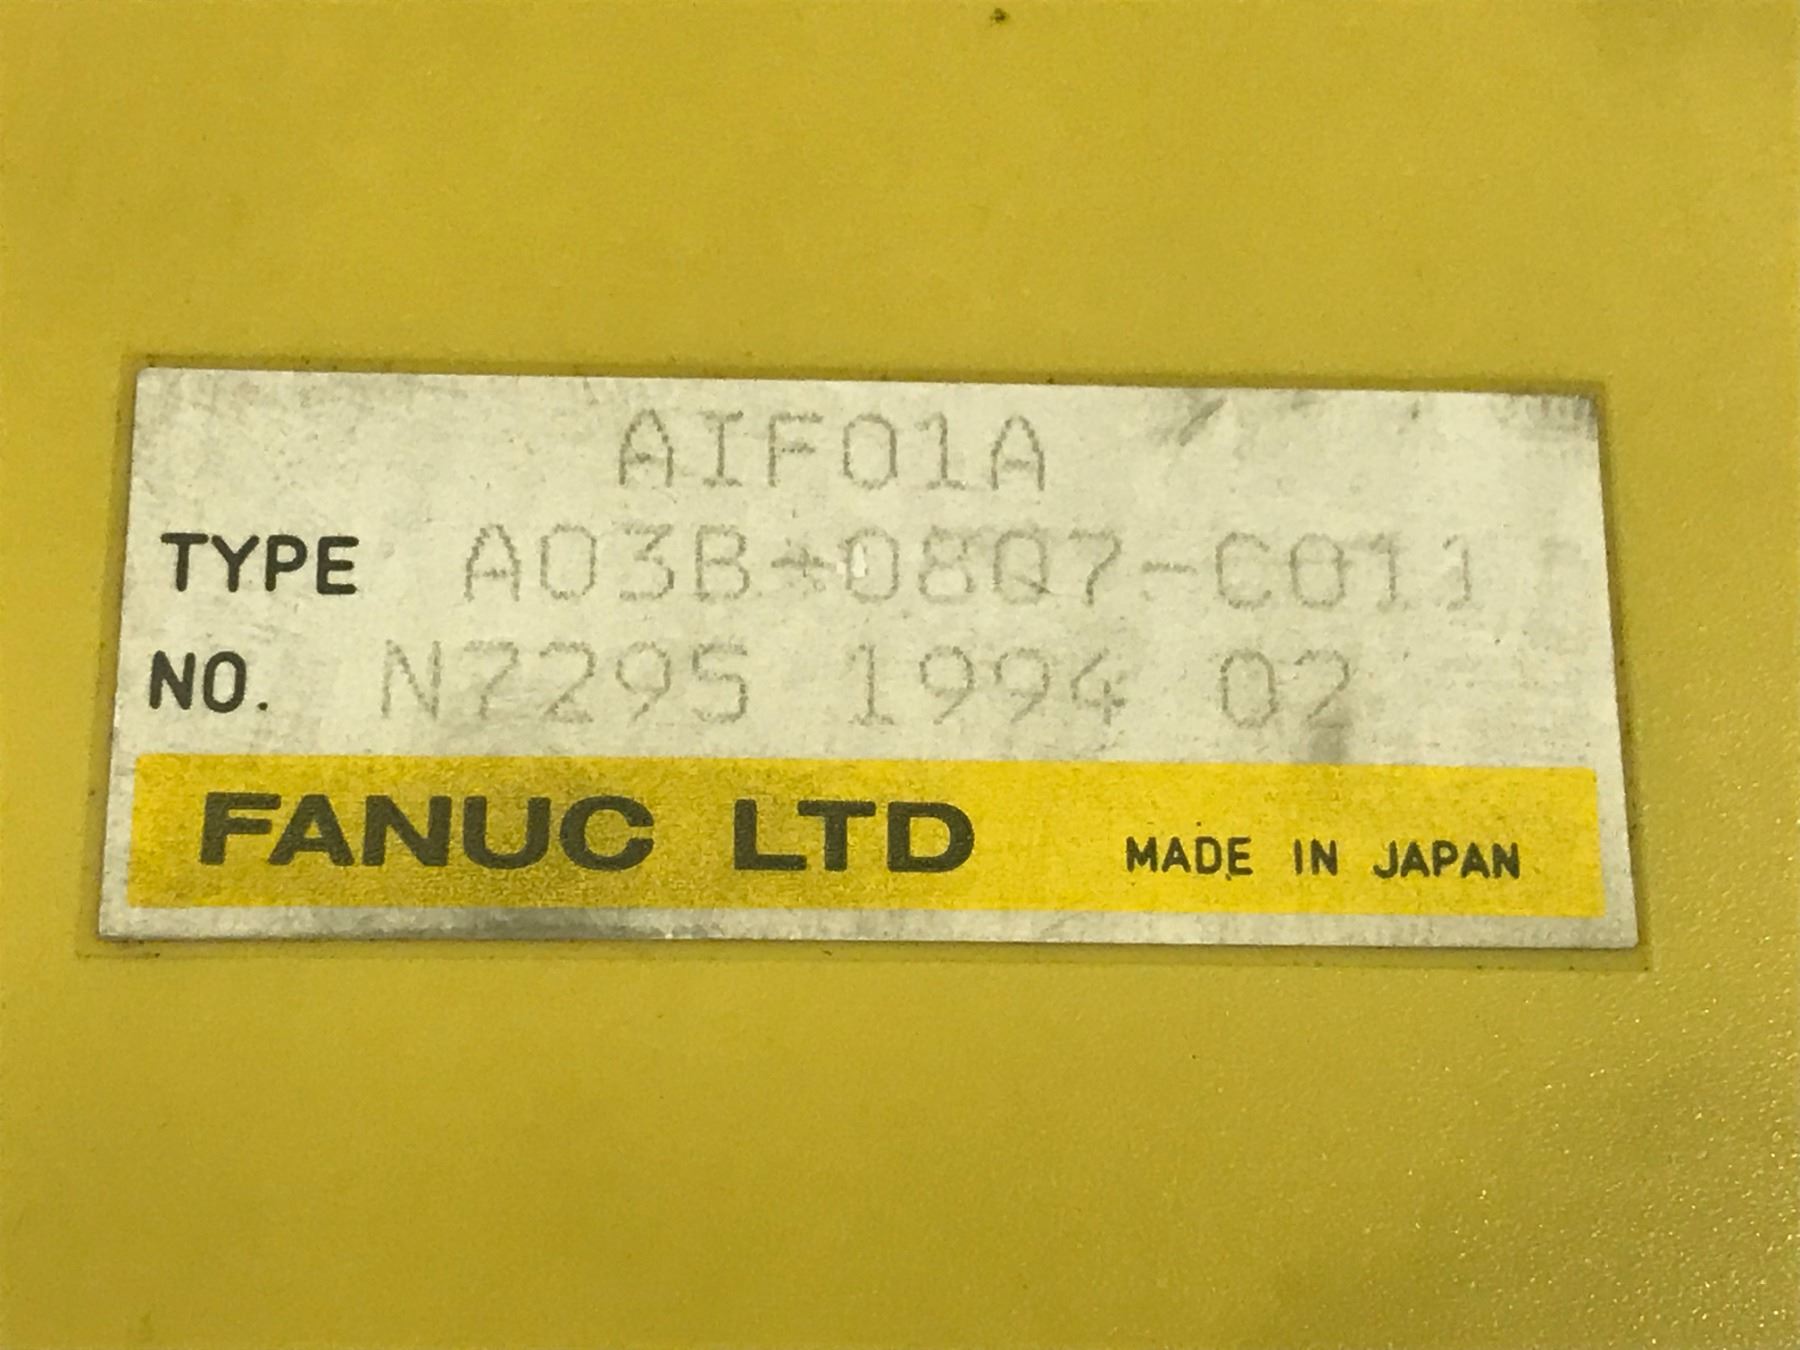 AIF01A
TYPE A03B-0807-C011
NO. N7295 1994 02
FANUC LTD MADE IN JAPAN